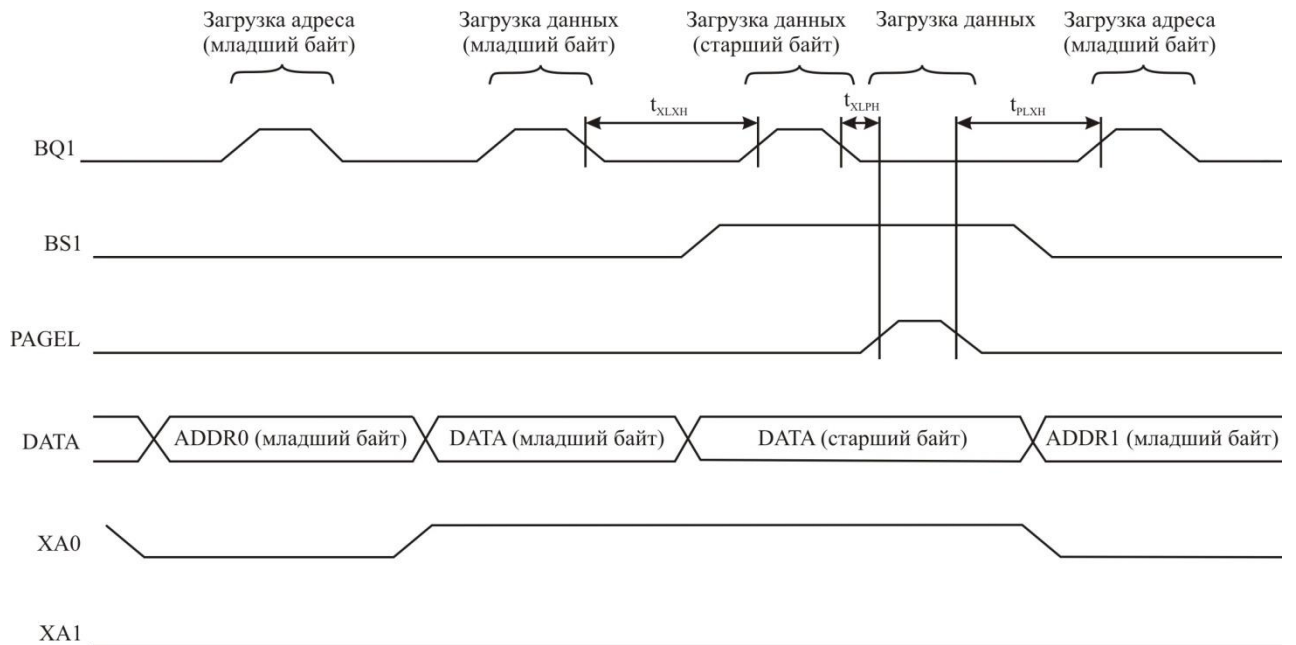 Загрузка адреса
(младший байт)
Загрузка данных
(младший байт)
Загрузка данных
(старший байт)
Загрузка данных
Загрузка адреса
(младший байт)
tXLXH
tXLPH
tPLXH
BQ1
BS1
PAGEL
DATA
ADDR0 (младший байт)
DATA (младший байт)
DATA (старший байт)
ADDR1 (младший байт)
XA0
XA1